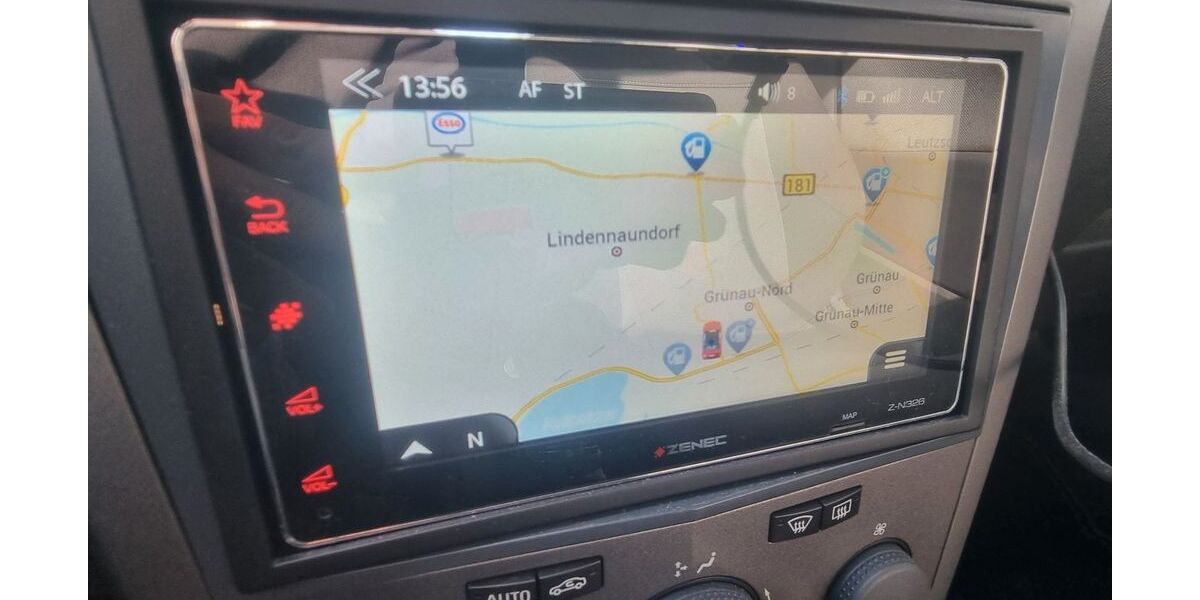 13:56 AF ST 8 ALT
FAV
Esso
Leutzsc
181
BACK
Lindennaundorf
Grünau
Grünau-Nord
Grünau-Mitte
VOL+
N
ZENEC
MAP
Z-N326
VOL-
AUTO